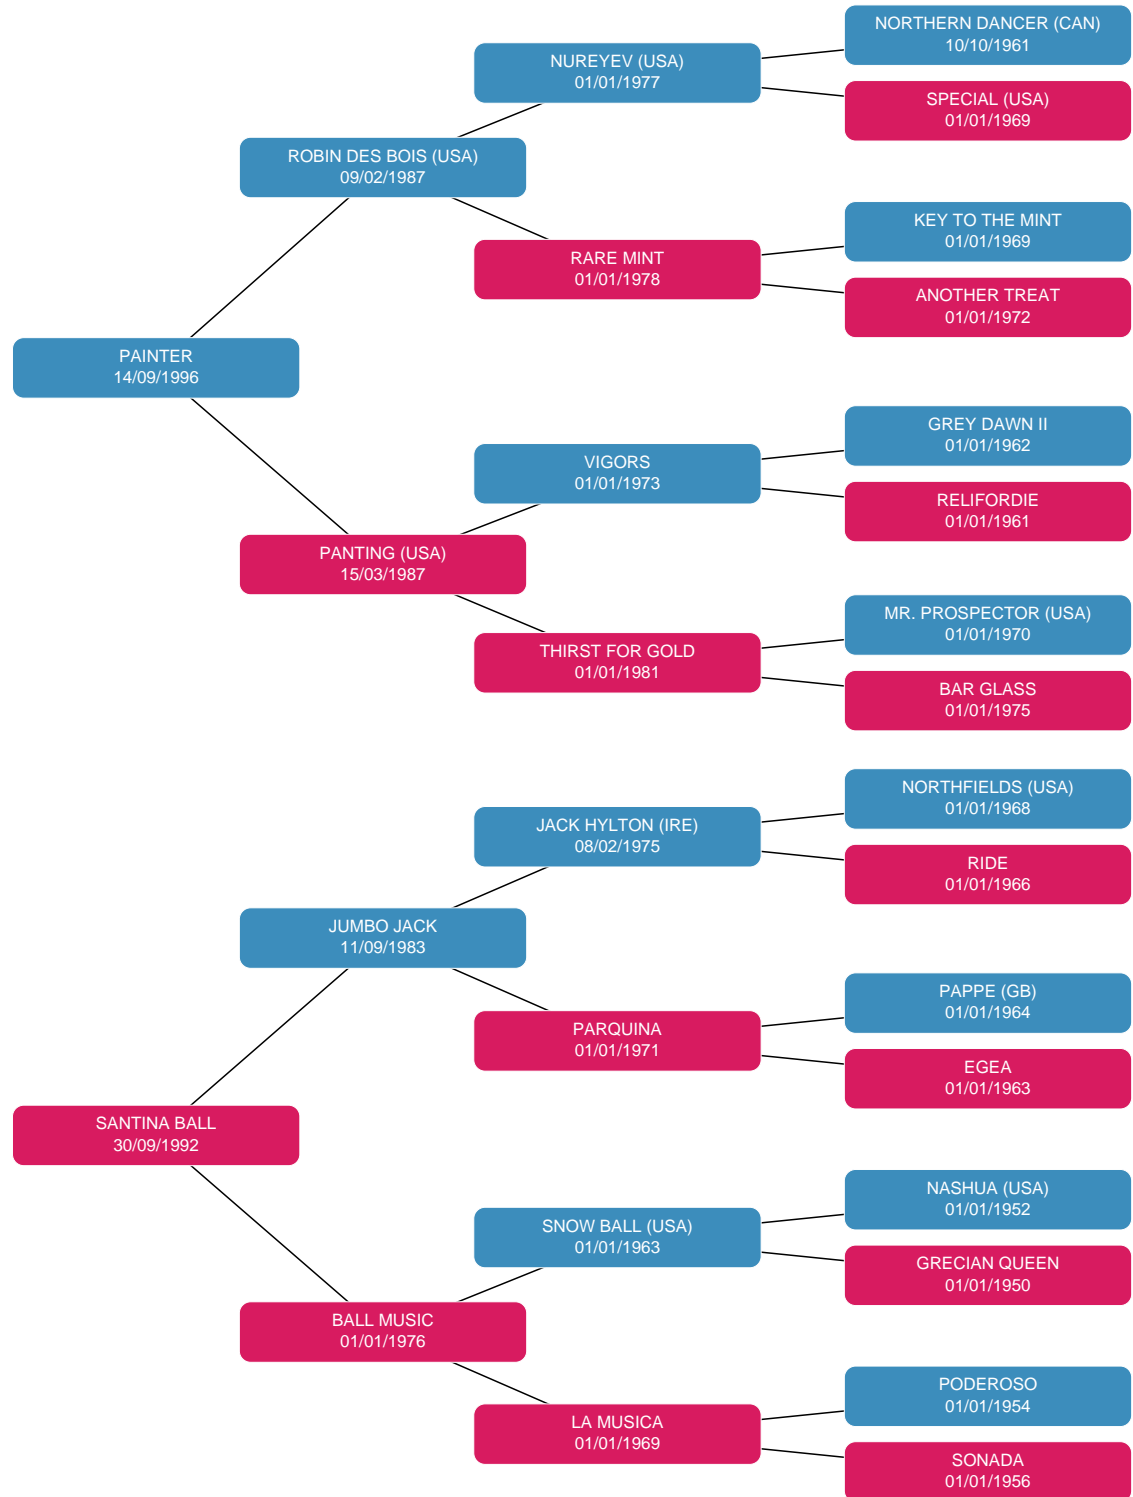 NORTHERN DANCER (CAN)
10/10/1961
NUREYEV (USA)
01/01/1977
SPECIAL (USA)
01/01/1969
ROBIN DES BOIS (USA)
09/02/1987
KEY TO THE MINT
01/01/1969
RARE MINT
01/01/1978
ANOTHER TREAT
01/01/1972
PAINTER
14/09/1996
GREY DAWN II
01/01/1962
VIGORS
01/01/1973
RELIFORDIE
01/01/1961
PANTING (USA)
15/03/1987
MR. PROSPECTOR (USA)
01/01/1970
THIRST FOR GOLD
01/01/1981
BAR GLASS
01/01/1975
NORTHFIELDS (USA)
01/01/1968
JACK HYLTON (IRE)
08/02/1975
RIDE
01/01/1966
JUMBO JACK
11/09/1983
PAPPE (GB)
01/01/1964
PARQUINA
01/01/1971
EGEA
01/01/1963
SANTINA BALL
30/09/1992
NASHUA (USA)
01/01/1952
SNOW BALL (USA)
01/01/1963
GRECIAN QUEEN
01/01/1950
BALL MUSIC
01/01/1976
PODEROSO
01/01/1954
LA MUSICA
01/01/1969
SONADA
01/01/1956